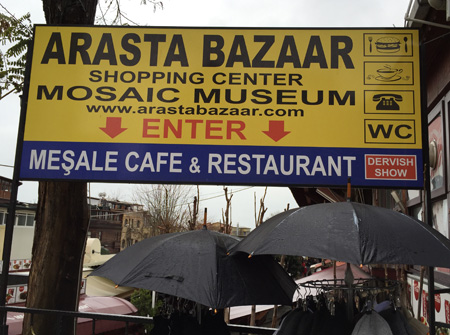 ARASTA BAZAAR
SHOPPING CENTER
MOSAIC MUSEUM
www.arastabazaar.com
ENTER
WC
MEŞALE CAFE & RESTAURANT
DERVISH
SHOW